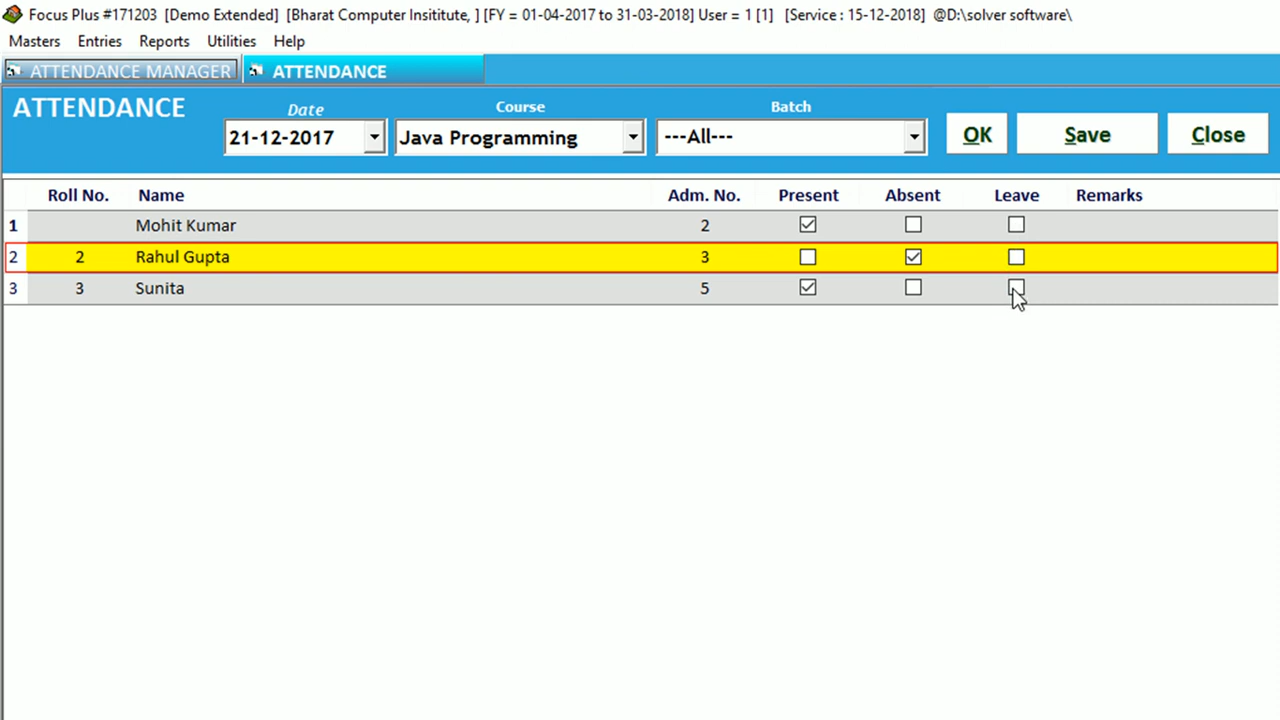 Focus Plus #171203 [Demo Extended] [Bharat Computer Insititute, ] [FY = 01-04-2017 to 31-03-2018] User = 1 [1] [Service : 15-12-2018] @D:\solver software\
Masters Entries Reports Utilities Help
ATTENDANCE MANAGER ATTENDANCE
ATTENDANCE Date Course Batch
21-12-2017 Java Programming ---All--- OK Save Close
Roll No. Name Adm. No. Present Absent Leave Remarks
1 Mohit Kumar 2
2 2 Rahul Gupta 3
3 3 Sunita 5